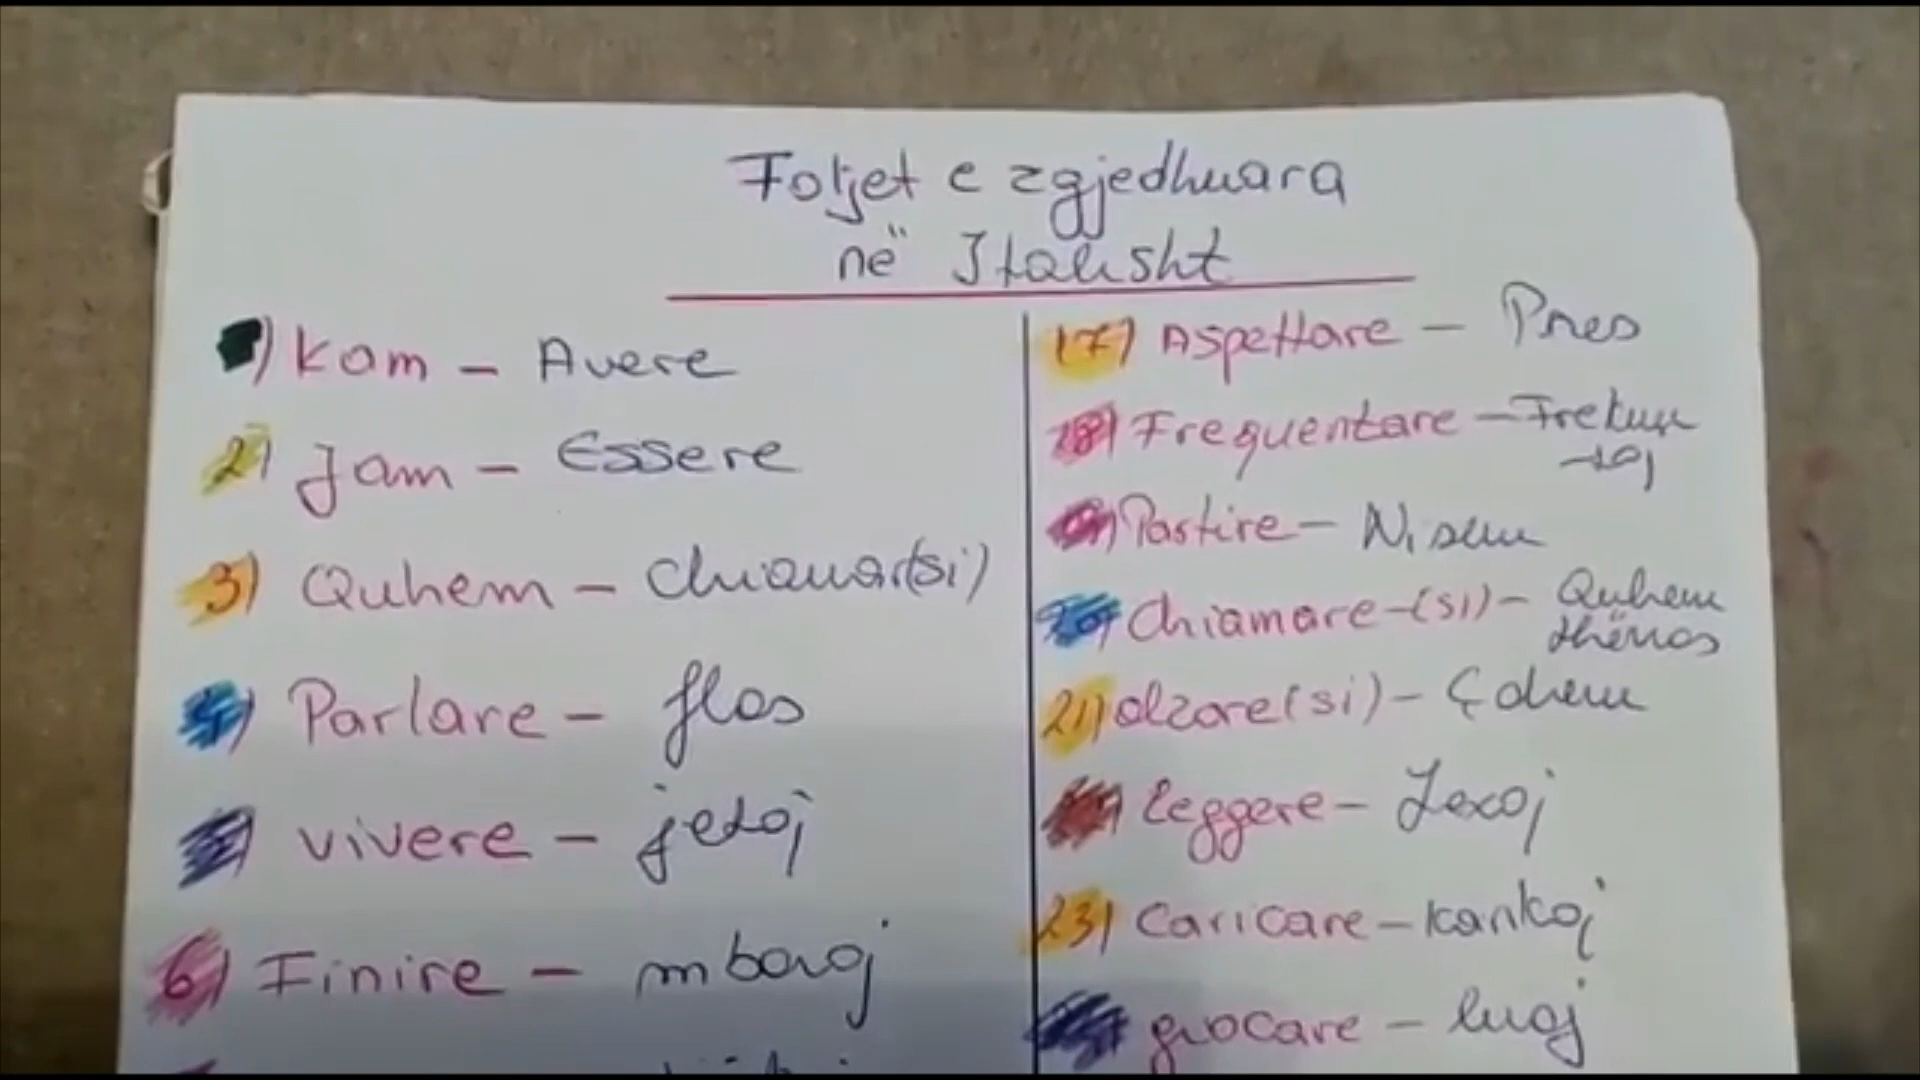 Foljet e zgjedhuara
në Italisht
1) Kam - Avere
2) Jam - Essere
3) Quhem - Chiamar(si)
4) Parlare - flas
5) vivere - jetoj
6) Finire - mbaroj
17) Aspettare - Pres
18) Frequentare - Frekuen
-toj
19) Partire - Nisem
20) Chiamare-(si) - Quhem
thërras
21) alzare(si) - Çohem
22) Leggere - Lexoj
23) Caricare - Karikoj
24) giocare - luaj